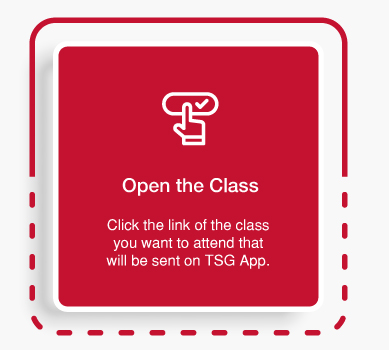 Open the Class
Click the link of the class
you want to attend that
will be sent on TSG App.